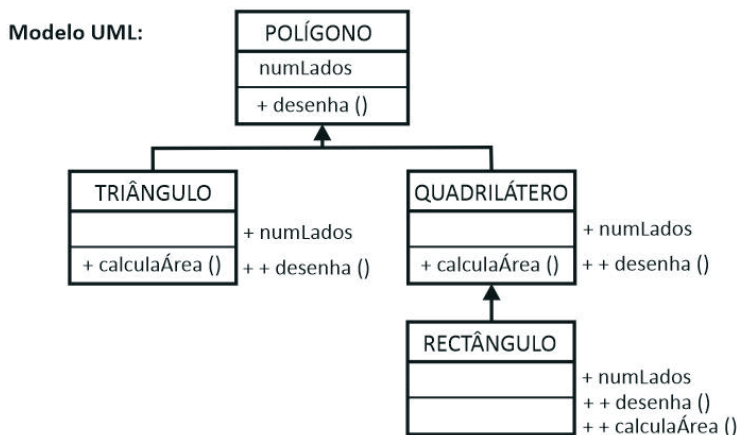 Modelo UML:
POLÍGONO
numLados
+ desenha ()
TRIÂNGULO
+ numLados
+ calculaÁrea ()
+ + desenha ()
QUADRILÁTERO
+ numLados
+ calculaÁrea ()
+ + desenha ()
RECTÂNGULO
+ numLados
+ + desenha ()
+ + calculaÁrea ()